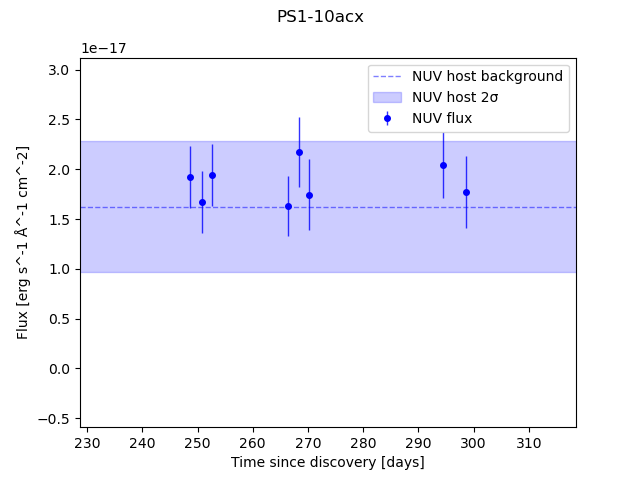 PS1-10acx
1e−17
3.0
2.5
2.0
1.5
1.0
0.5
0.0
−0.5
Flux [erg s^-1 Å^-1 cm^-2]
NUV host background
NUV host 2σ
NUV flux
230 240 250 260 270 280 290 300 310
Time since discovery [days]